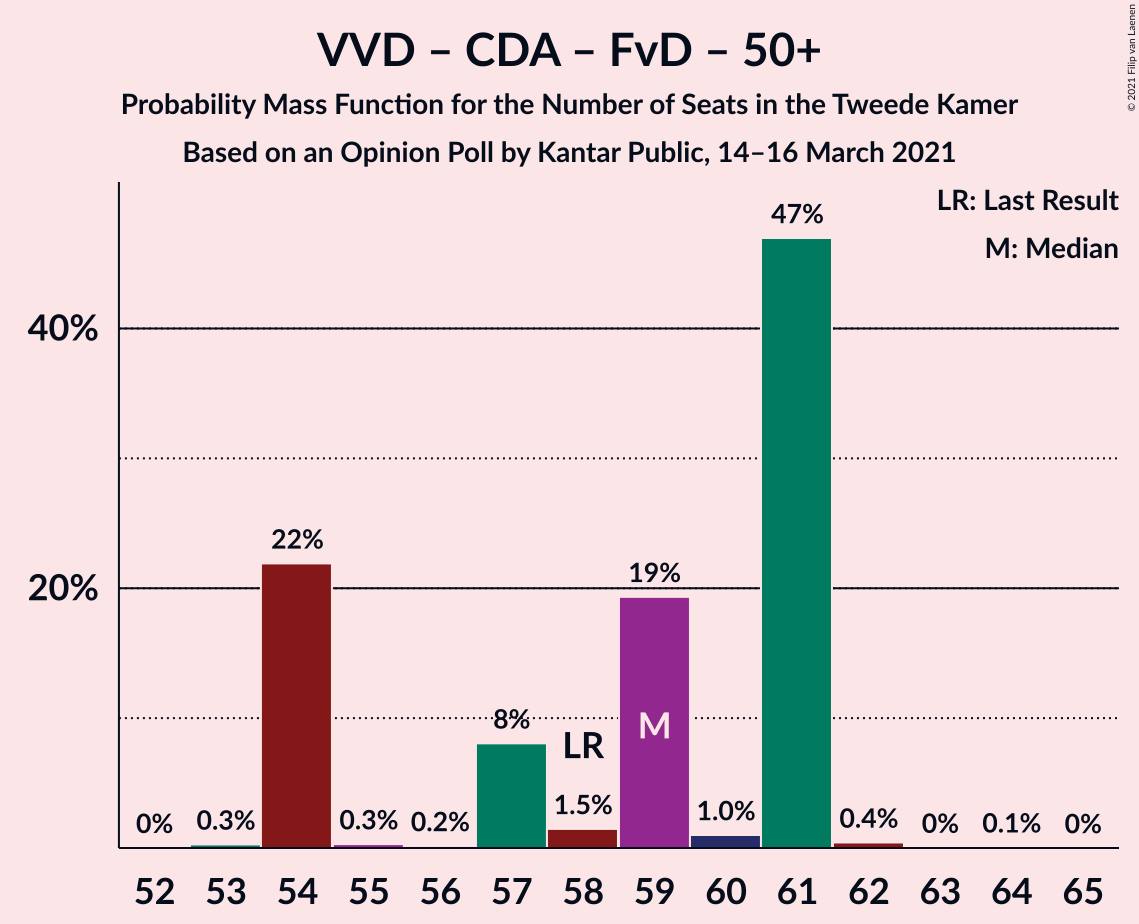 VVD – CDA – FvD – 50+
Probability Mass Function for the Number of Seats in the Tweede Kamer
Based on an Opinion Poll by Kantar Public, 14–16 March 2021
© 2021 Filip van Laenen
LR: Last Result
M: Median
47%
40%
22%
19%
20%
8%
M
LR
0%
0.3%
0.3%
0.2%
1.5%
1.0%
0.4%
0%
0.1%
0%
52 53 54 55 56 57 58 59 60 61 62 63 64 65